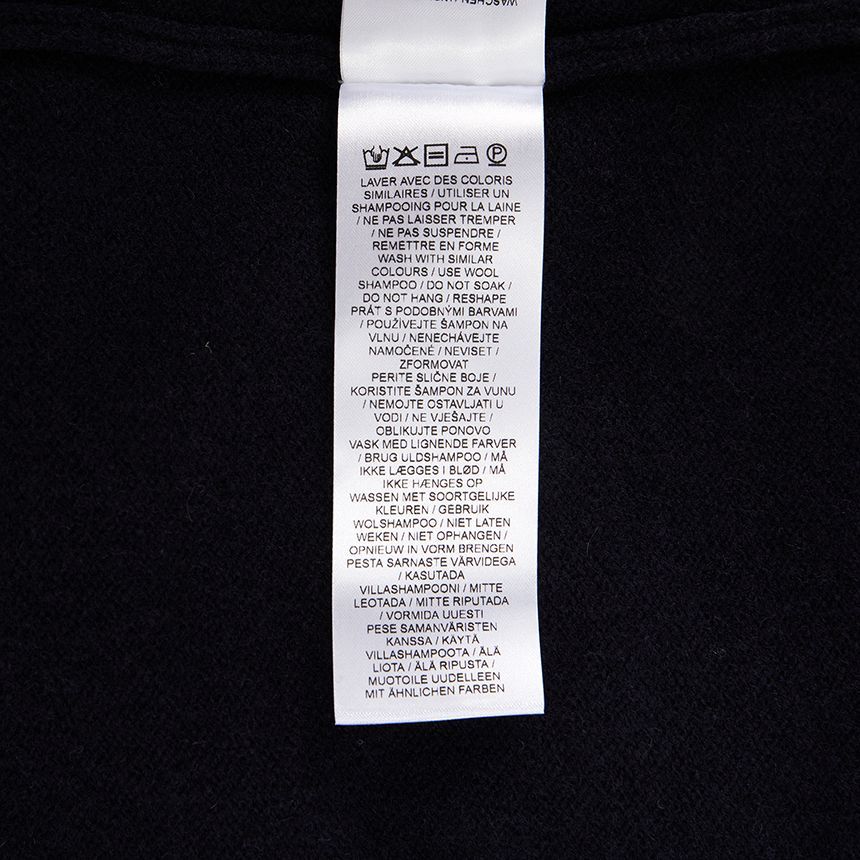 WASCHEN
LAVER AVEC DES COLORIS
SIMILAIRES / UTILISER UN
SHAMPOOING POUR LA LAINE
/ NE PAS LAISSER TREMPER
/ NE PAS SUSPENDRE /
REMETTRE EN FORME
WASH WITH SIMILAR
COLOURS / USE WOOL
SHAMPOO / DO NOT SOAK /
DO NOT HANG / RESHAPE
PRÁT S PODOBNÝMI BARVAMI
/ POUŽÍVEJTE ŠAMPON NA
VLNU / NENECHÁVEJTE
NAMOČENÉ / NEVISET /
ZFORMOVAT
PERITE SLIČNE BOJE /
KORISTITE ŠAMPON ZA VUNU
/ NEMOJTE OSTAVLJATI U
VODI / NE VJEŠAJTE /
OBLIKUJTE PONOVO
VASK MED LIGNENDE FARVER
/ BRUG ULDSHAMPOO / MÅ
IKKE LÆGGES I BLØD / MÅ
IKKE HÆNGES OP
WASSEN MET SOORTGELIJKE
KLEUREN / GEBRUIK
WOLSHAMPOO / NIET LATEN
WEKEN / NIET OPHANGEN /
OPNIEUW IN VORM BRENGEN
PESTA SARNASTE VÄRVIDEGA
/ KASUTADA
VILLASHAMPOONI / MITTE
LEOTADA / MITTE RIPUTADA
/ VORMIDA UUESTI
PESE SAMANVÄRISTEN
KANSSA / KÄYTÄ
VILLASHAMPOOTA / ÄLÄ
LIOTA / ÄLÄ RIPUSTA /
MUOTOILE UUDELLEEN
MIT ÄHNLICHEN FARBEN